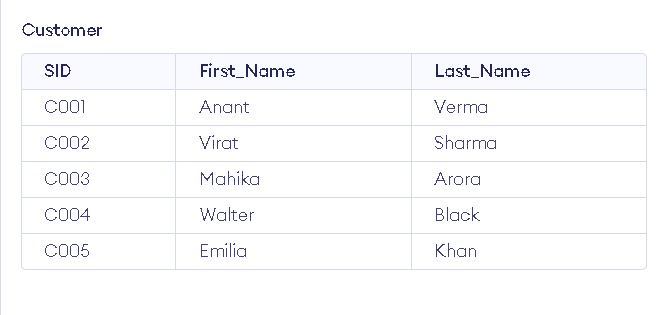 Customer
SID First_Name Last_Name
C001 Anant Verma
C002 Virat Sharma
C003 Mahika Arora
C004 Walter Black
C005 Emilia Khan